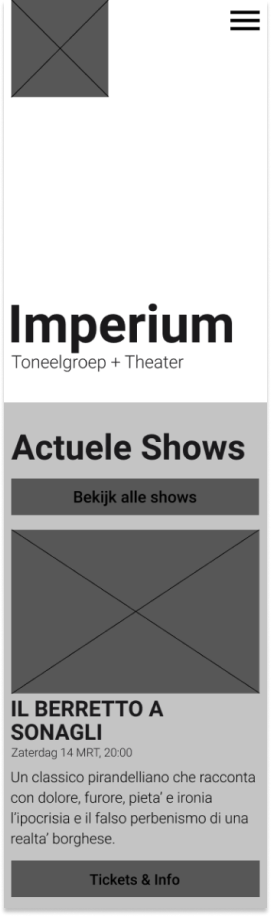 Imperium
Toneelgroep + Theater
Actuele Shows
Bekijk alle shows
IL BERRETTO A
SONAGLI
Zaterdag 14 MRT, 20:00
Un classico pirandelliano che racconta
con dolore, furore, pieta’ e ironia
l’ipocrisia e il falso perbenismo di una
realta’ borghese.
Tickets & Info